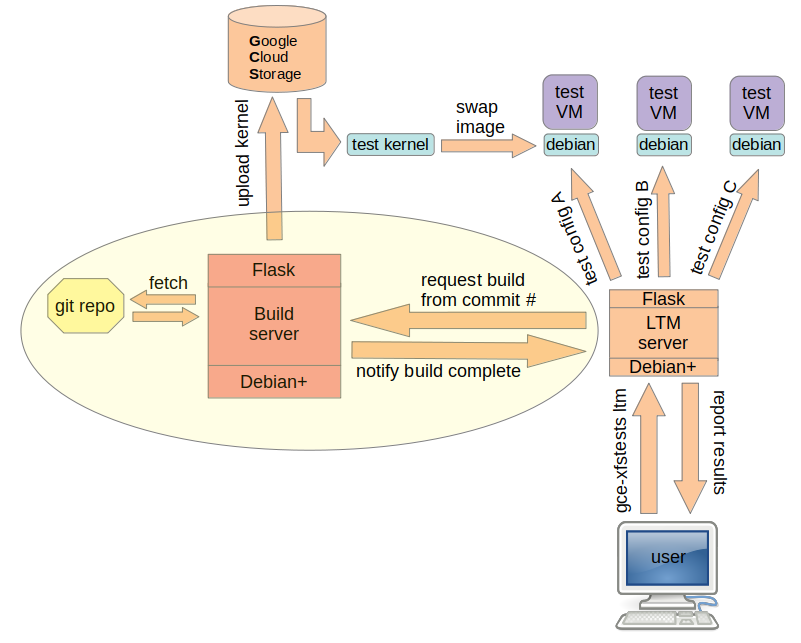 Google
Cloud
Storage
upload kernel
test kernel
swap
image
test
VM
debian
test
VM
debian
test
VM
debian
test config A
test config B
test config C
git repo
fetch
Flask
Build
server
Debian+
request build
from commit #
notify build complete
Flask
LTM
server
Debian+
gce-xfstests ltm
report results
user